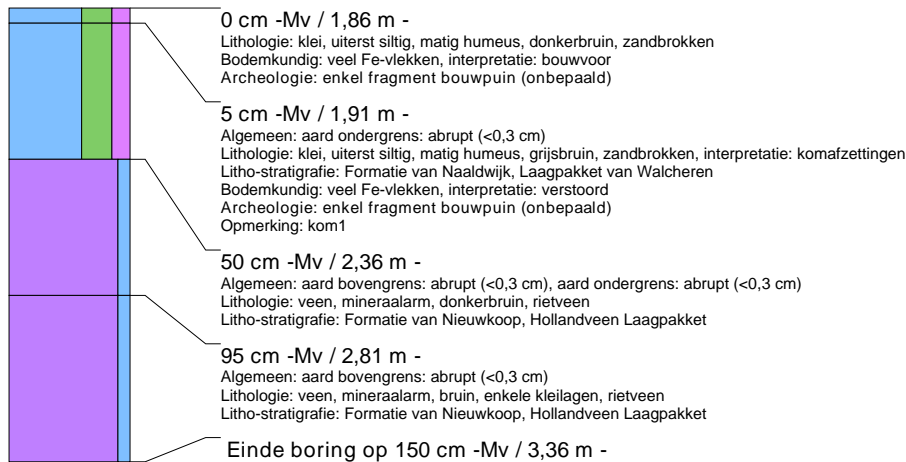 0 cm -Mv / 1,86 m -
Lithologie: klei, uiterst siltig, matig humeus, donkerbruin, zandbrokken
Bodemkundig: veel Fe-vlekken, interpretatie: bouwvoor
Archeologie: enkel fragment bouwpuin (onbepaald)
5 cm -Mv / 1,91 m -
Algemeen: aard ondergrens: abrupt (<0,3 cm)
Lithologie: klei, uiterst siltig, matig humeus, grijsbruin, zandbrokken, interpretatie: komafzettingen
Litho-stratigrafie: Formatie van Naaldwijk, Laagpakket van Walcheren
Bodemkundig: veel Fe-vlekken, interpretatie: verstoord
Archeologie: enkel fragment bouwpuin (onbepaald)
Opmerking: kom1
50 cm -Mv / 2,36 m -
Algemeen: aard bovengrens: abrupt (<0,3 cm), aard ondergrens: abrupt (<0,3 cm)
Lithologie: veen, mineraalarm, donkerbruin, rietveen
Litho-stratigrafie: Formatie van Nieuwkoop, Hollandveen Laagpakket
95 cm -Mv / 2,81 m -
Algemeen: aard bovengrens: abrupt (<0,3 cm)
Lithologie: veen, mineraalarm, bruin, enkele kleilagen, rietveen
Litho-stratigrafie: Formatie van Nieuwkoop, Hollandveen Laagpakket
Einde boring op 150 cm -Mv / 3,36 m -